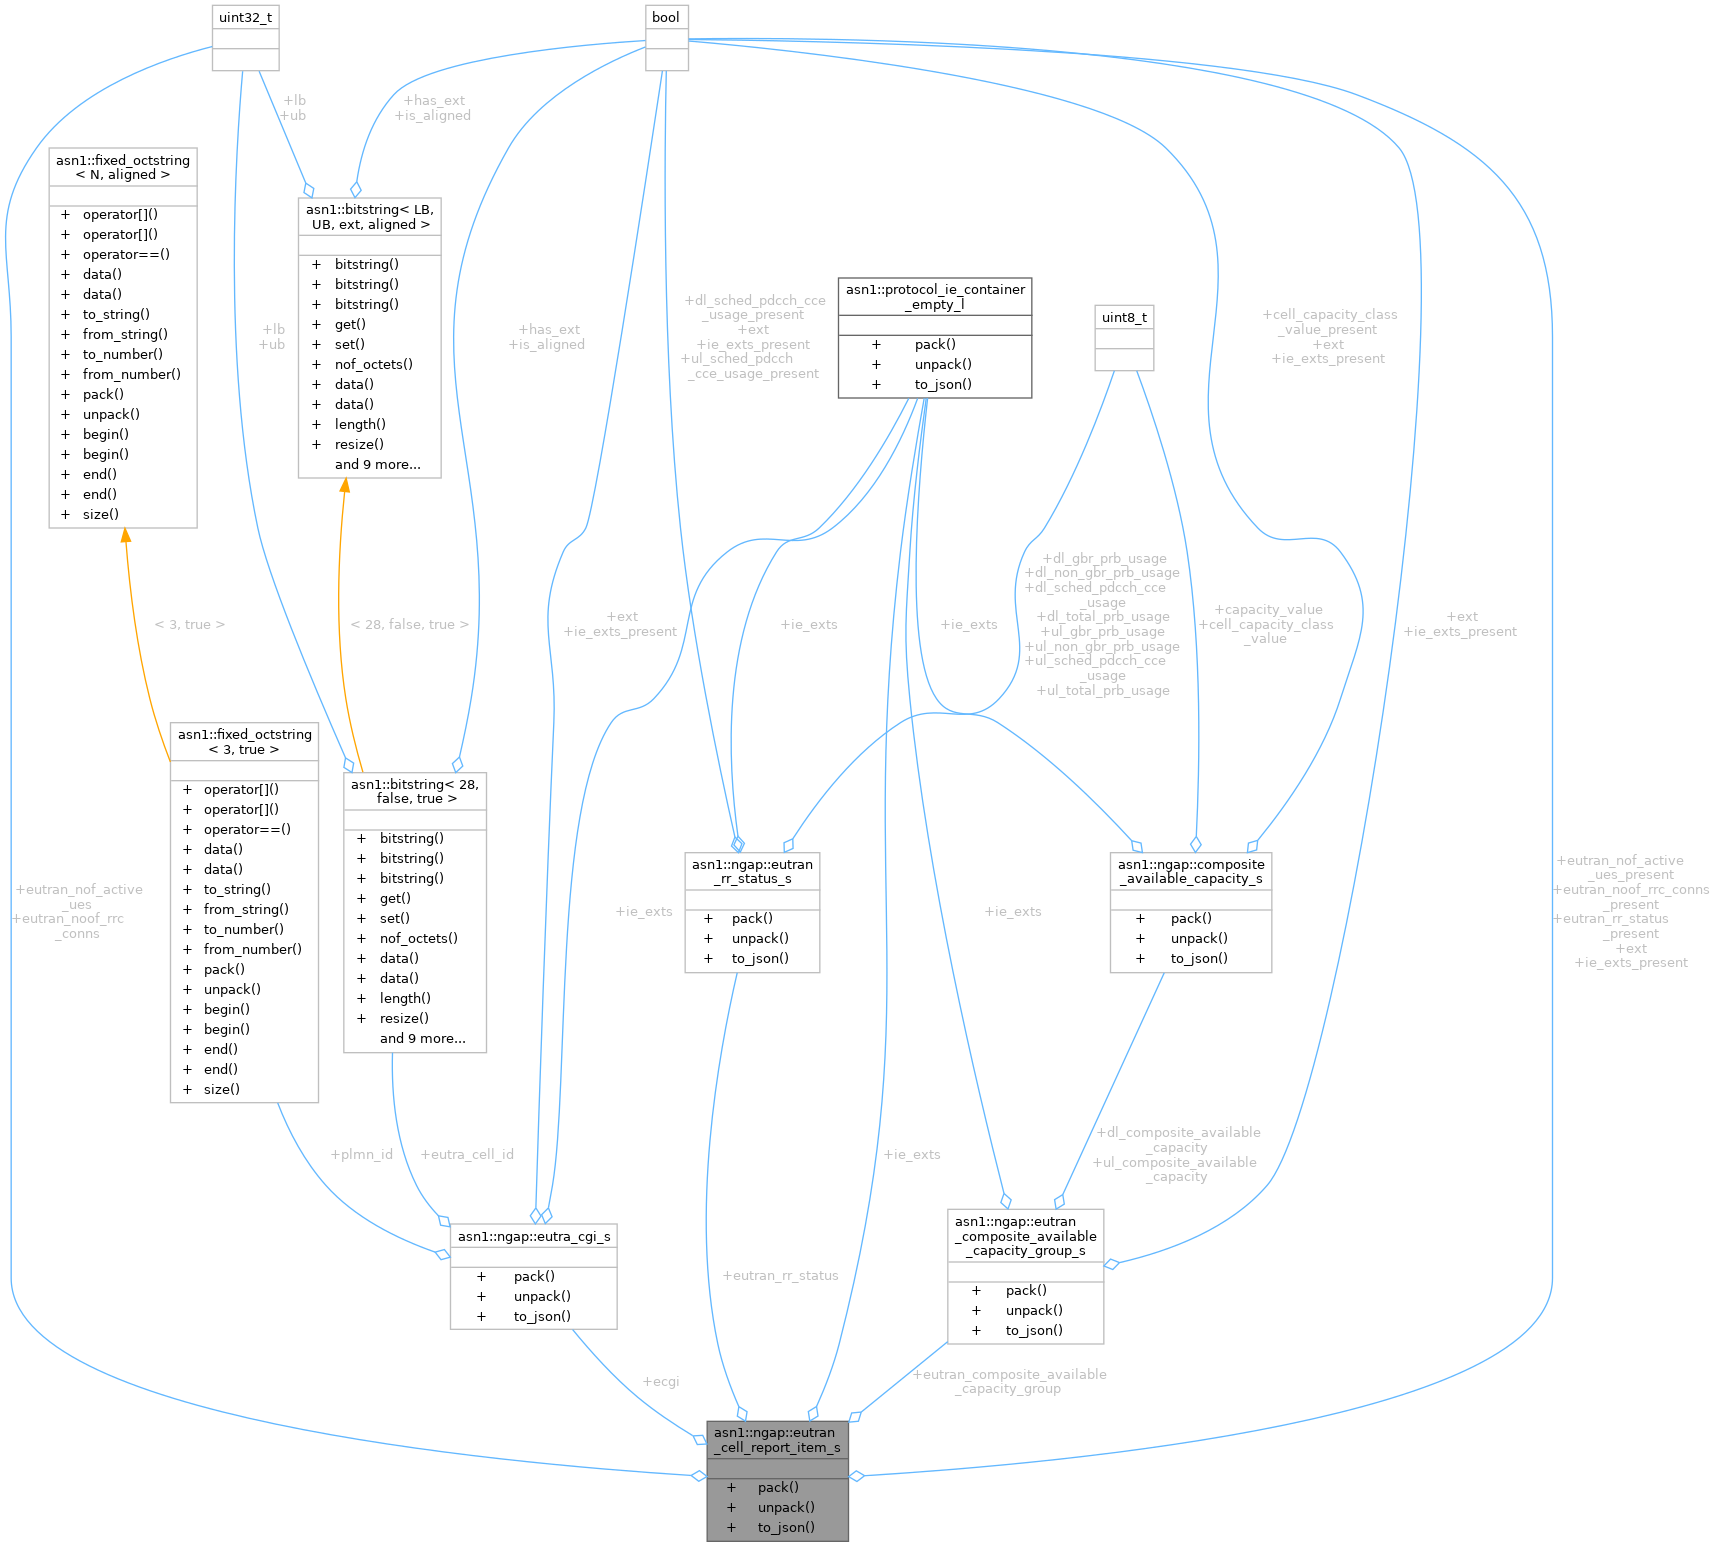 uint32_t
bool
+lb
+ub
+has_ext
+is_aligned
asn1::fixed_octstring
< N, aligned >
+ operator[]()
+ operator[]()
+ operator==()
+ data()
+ data()
+ to_string()
+ from_string()
+ to_number()
+ from_number()
+ pack()
+ unpack()
+ begin()
+ begin()
+ end()
+ end()
+ size()
asn1::bitstring< LB,
UB, ext, aligned >
+ bitstring()
+ bitstring()
+ bitstring()
+ get()
+ set()
+ nof_octets()
+ data()
+ data()
+ length()
+ resize()
and 9 more...
+lb
+ub
+has_ext
+is_aligned
+dl_sched_pdcch_cce
_usage_present
+ext
+ie_exts_present
+ul_sched_pdcch
_cce_usage_present
asn1::protocol_ie_container
_empty_l
+ pack()
+ unpack()
+ to_json()
uint8_t
+cell_capacity_class
_value_present
+ext
+ie_exts_present
< 3, true >
< 28, false, true >
+ext
+ie_exts_present
+ie_exts
+ie_exts
+dl_gbr_prb_usage
+dl_non_gbr_prb_usage
+dl_sched_pdcch_cce
_usage
+dl_total_prb_usage
+ul_gbr_prb_usage
+ul_non_gbr_prb_usage
+ul_sched_pdcch_cce
_usage
+ul_total_prb_usage
+capacity_value
+cell_capacity_class
_value
+ext
+ie_exts_present
asn1::fixed_octstring
< 3, true >
+ operator[]()
+ operator[]()
+ operator==()
+ data()
+ data()
+ to_string()
+ from_string()
+ to_number()
+ from_number()
+ pack()
+ unpack()
+ begin()
+ begin()
+ end()
+ end()
+ size()
asn1::bitstring< 28,
false, true >
+ bitstring()
+ bitstring()
+ bitstring()
+ get()
+ set()
+ nof_octets()
+ data()
+ data()
+ length()
+ resize()
and 9 more...
+eutran_nof_active
_ues
+eutran_noof_rrc
_conns
+ie_exts
asn1::ngap::eutran
_rr_status_s
+ pack()
+ unpack()
+ to_json()
+ie_exts
asn1::ngap::composite
_available_capacity_s
+ pack()
+ unpack()
+ to_json()
+eutran_nof_active
_ues_present
+eutran_noof_rrc_conns
_present
+eutran_rr_status
_present
+ext
+ie_exts_present
+plmn_id
+eutra_cell_id
+ie_exts
+dl_composite_available
_capacity
+ul_composite_available
_capacity
asn1::ngap::eutra_cgi_s
+ pack()
+ unpack()
+ to_json()
+eutran_rr_status
asn1::ngap::eutran
_composite_available
_capacity_group_s
+ pack()
+ unpack()
+ to_json()
+ecgi
+eutran_composite_available
_capacity_group
asn1::ngap::eutran
_cell_report_item_s
+ pack()
+ unpack()
+ to_json()